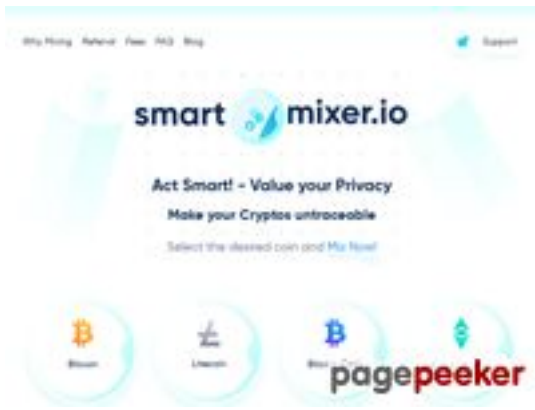 Why Mixing Referral Fees FAQ Blog Support
smart mixer.io
Act Smart! - Value your Privacy
Make your Cryptos untraceable
Select the desired coin and Mix Now!
Bitcoin Litecoin
pagepeeker